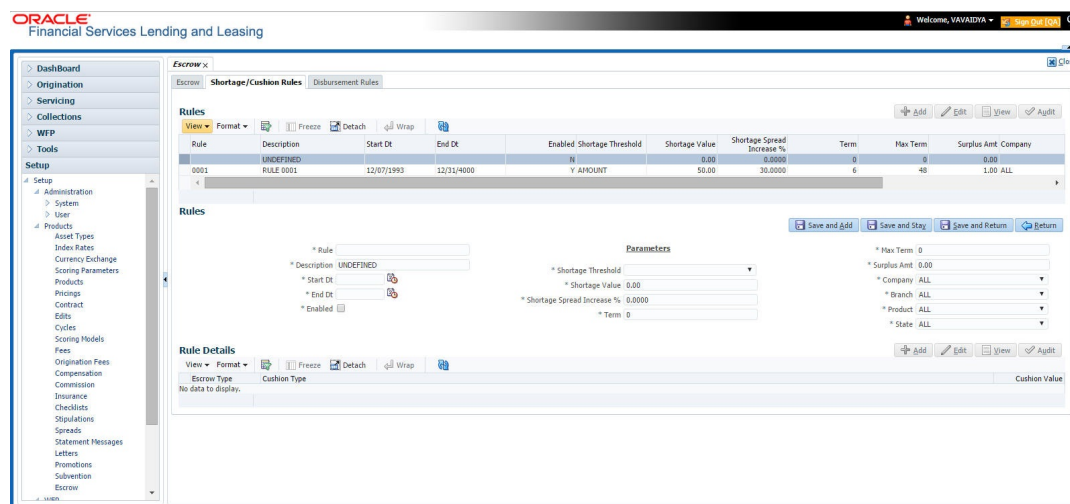 ORACLE
Financial Services Lending and Leasing
Welcome, VAVAIDYA
Sign Out [QA]
DashBoard
Origination
Servicing
Collections
WFP
Tools
Setup
Setup
Administration
System
User
Products
Asset Types
Index Rates
Currency Exchange
Scoring Parameters
Products
Pricings
Contract
Edits
Cycles
Scoring Models
Fees
Origination Fees
Compensation
Commission
Insurance
Checklists
Stipulations
Spreads
Statement Messages
Letters
Promotions
Subvention
Escrow
WFP
Escrow x
Clo
Escrow Shortage/Cushion Rules Disbursement Rules
Rules
Add Edit View Audit
View Format Freeze Detach Wrap
Rule Description Start Dt End Dt Enabled Shortage Threshold Shortage Value Shortage Spread Increase % Term Max Term Surplus Amt Company
UNDEFINED N 0.00 0.0000 0 0 0.00
0001 RULE 0001 12/07/1993 12/31/4000 Y AMOUNT 50.00 30.0000 6 48 1.00 ALL
Rules
Save and Add Save and Stay Save and Return Return
* Rule
* Description UNDEFINED
* Start Dt
* End Dt
* Enabled
Parameters
* Shortage Threshold
* Shortage Value 0.00
* Shortage Spread Increase % 0.0000
* Term 0
* Max Term 0
* Surplus Amt 0.00
* Company ALL
* Branch ALL
* Product ALL
* State ALL
Rule Details
Add Edit View Audit
View Format Freeze Detach Wrap
Escrow Type Cushion Type Cushion Value
No data to display.